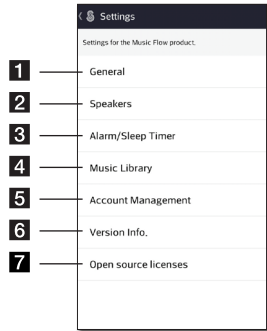 Settings
Settings for the Music Flow product.
1 General
2 Speakers
3 Alarm/Sleep Timer
4 Music Library
5 Account Management
6 Version Info.
7 Open source licenses